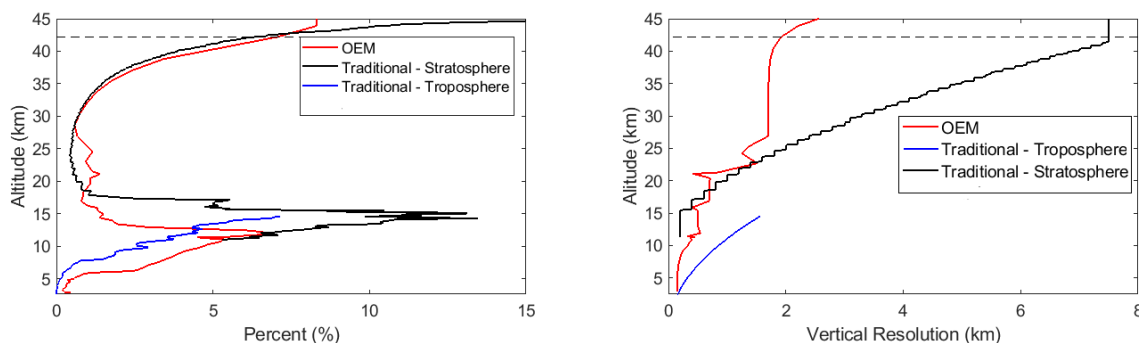 45
40
35
30
25
20
15
10
5
Altitude (km)
0
5
10
15
Percent (%)
OEM
Traditional - Stratosphere
Traditional - Troposphere
45
40
35
30
25
20
15
10
5
Alitude (km)
0
2
4
6
8
Vertical Resolution (km)
OEM
Traditional - Troposphere
Traditional - Stratosphere